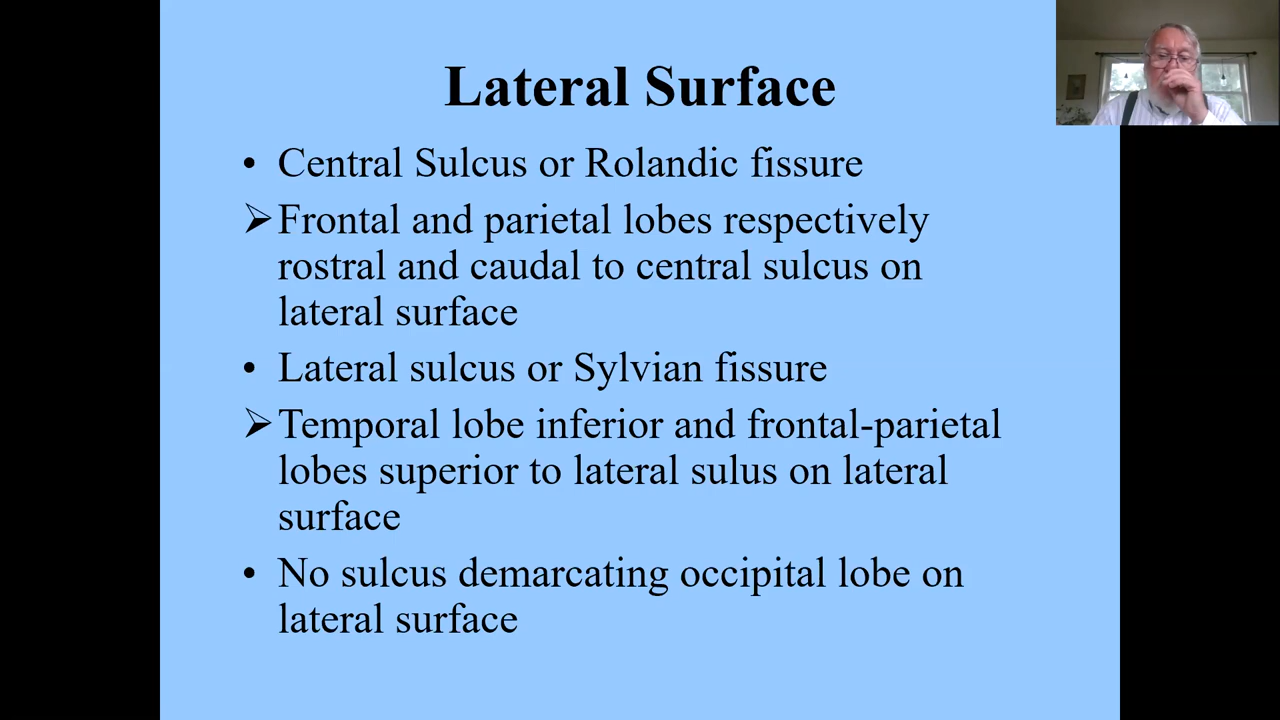 Lateral Surface
• Central Sulcus or Rolandic fissure
➢Frontal and parietal lobes respectively
rostral and caudal to central sulcus on
lateral surface
• Lateral sulcus or Sylvian fissure
➢Temporal lobe inferior and frontal-parietal
lobes superior to lateral sulus on lateral
surface
• No sulcus demarcating occipital lobe on
lateral surface